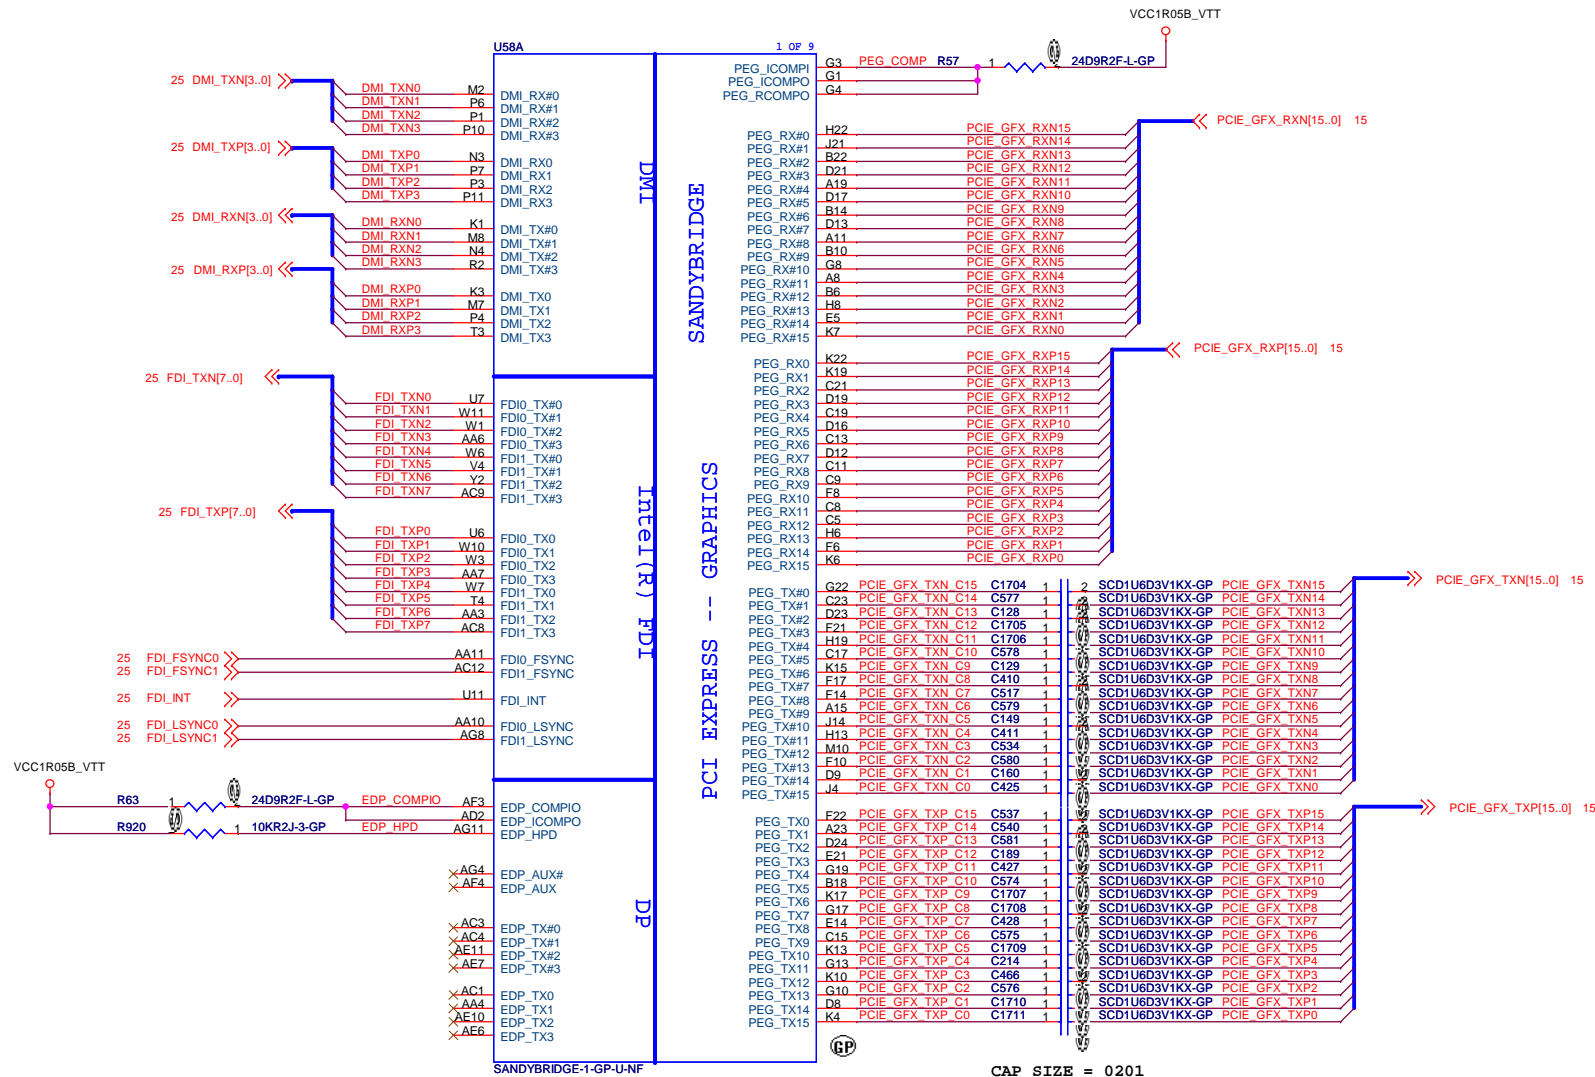 VCC1R05B_VTT
U58A
1 OF 9
25 DMI_TXN[3..0]
DMI_TXN0 M2 DMI_RX#0
DMI_TXN1 P6 DMI_RX#1
DMI_TXN2 P1 DMI_RX#2
DMI_TXN3 P10 DMI_RX#3
25 DMI_TXP[3..0]
DMI_TXP0 N3 DMI_RX0
DMI_TXP1 P7 DMI_RX1
DMI_TXP2 P3 DMI_RX2
DMI_TXP3 P11 DMI_RX3
25 DMI_RXN[3..0]
DMI_RXN0 K1 DMI_TX#0
DMI_RXN1 M8 DMI_TX#1
DMI_RXN2 N4 DMI_TX#2
DMI_RXN3 R2 DMI_TX#3
25 DMI_RXP[3..0]
DMI_RXP0 K3 DMI_TX0
DMI_RXP1 M7 DMI_TX1
DMI_RXP2 P4 DMI_TX2
DMI_RXP3 T3 DMI_TX3
DMI
25 FDI_TXN[7..0]
FDI_TXN0 U7 FDI0_TX#0
FDI_TXN1 W11 FDI0_TX#1
FDI_TXN2 W1 FDI0_TX#2
FDI_TXN3 AA6 FDI0_TX#3
FDI_TXN4 W6 FDI1_TX#0
FDI_TXN5 V4 FDI1_TX#1
FDI_TXN6 Y2 FDI1_TX#2
FDI_TXN7 AC9 FDI1_TX#3
25 FDI_TXP[7..0]
FDI_TXP0 U6 FDI0_TX0
FDI_TXP1 W10 FDI0_TX1
FDI_TXP2 W3 FDI0_TX2
FDI_TXP3 AA7 FDI0_TX3
FDI_TXP4 W7 FDI1_TX0
FDI_TXP5 T4 FDI1_TX1
FDI_TXP6 AA3 FDI1_TX2
FDI_TXP7 AC8 FDI1_TX3
25 FDI_FSYNC0 AA11 FDI0_FSYNC
25 FDI_FSYNC1 AC12 FDI1_FSYNC
25 FDI_INT U11 FDI_INT
25 FDI_LSYNC0 AA10 FDI0_LSYNC
25 FDI_LSYNC1 AG8 FDI1_LSYNC
Intel(R) FDI
VCC1R05B_VTT
R63 1 24D9R2F-L-GP EDP_COMPIO AF3 EDP_COMPIO
AD2 EDP_ICOMPO
R920 1 10KR2J-3-GP EDP_HPD AG11 EDP_HPD
AG4 EDP_AUX#
AF4 EDP_AUX
AC3 EDP_TX#0
AC4 EDP_TX#1
AE11 EDP_TX#2
AE7 EDP_TX#3
AC1 EDP_TX0
AA4 EDP_TX1
AE10 EDP_TX2
AE6 EDP_TX3
DP
SANDYBRIDGE-1-GP-U-NF
SANDYBRIDGE
PCI EXPRESS -- GRAPHICS
PEG_ICOMPI G3 PEG_COMP R57 1 24D9R2F-L-GP
PEG_ICOMPO G1
PEG_RCOMPO G4
PCIE_GFX_RXN[15..0] 15
PEG_RX#0 H22 PCIE_GFX_RXN15
PEG_RX#1 J21 PCIE_GFX_RXN14
PEG_RX#2 B22 PCIE_GFX_RXN13
PEG_RX#3 D21 PCIE_GFX_RXN12
PEG_RX#4 A19 PCIE_GFX_RXN11
PEG_RX#5 D17 PCIE_GFX_RXN10
PEG_RX#6 B14 PCIE_GFX_RXN9
PEG_RX#7 D13 PCIE_GFX_RXN8
PEG_RX#8 A11 PCIE_GFX_RXN7
PEG_RX#9 B10 PCIE_GFX_RXN6
PEG_RX#10 G8 PCIE_GFX_RXN5
PEG_RX#11 A8 PCIE_GFX_RXN4
PEG_RX#12 B6 PCIE_GFX_RXN3
PEG_RX#13 H8 PCIE_GFX_RXN2
PEG_RX#14 E5 PCIE_GFX_RXN1
PEG_RX#15 K7 PCIE_GFX_RXN0
PCIE_GFX_RXP[15..0] 15
PEG_RX0 K22 PCIE_GFX_RXP15
PEG_RX1 K19 PCIE_GFX_RXP14
PEG_RX2 C21 PCIE_GFX_RXP13
PEG_RX3 D19 PCIE_GFX_RXP12
PEG_RX4 C19 PCIE_GFX_RXP11
PEG_RX5 D16 PCIE_GFX_RXP10
PEG_RX6 C13 PCIE_GFX_RXP9
PEG_RX7 D12 PCIE_GFX_RXP8
PEG_RX8 C11 PCIE_GFX_RXP7
PEG_RX9 C9 PCIE_GFX_RXP6
PEG_RX10 F8 PCIE_GFX_RXP5
PEG_RX11 C8 PCIE_GFX_RXP4
PEG_RX12 C5 PCIE_GFX_RXP3
PEG_RX13 H6 PCIE_GFX_RXP2
PEG_RX14 F6 PCIE_GFX_RXP1
PEG_RX15 K6 PCIE_GFX_RXP0
PCIE_GFX_TXN[15..0] 15
PEG_TX#0 G22 PCIE_GFX_TXN_C15 C1704 1 2 SCD1U6D3V1KX-GP PCIE_GFX_TXN15
PEG_TX#1 C23 PCIE_GFX_TXN_C14 C577 1 SCD1U6D3V1KX-GP PCIE_GFX_TXN14
PEG_TX#2 D23 PCIE_GFX_TXN_C13 C128 1 SCD1U6D3V1KX-GP PCIE_GFX_TXN13
PEG_TX#3 F21 PCIE_GFX_TXN_C12 C1705 1 SCD1U6D3V1KX-GP PCIE_GFX_TXN12
PEG_TX#4 H19 PCIE_GFX_TXN_C11 C1706 1 SCD1U6D3V1KX-GP PCIE_GFX_TXN11
PEG_TX#5 C17 PCIE_GFX_TXN_C10 C578 1 SCD1U6D3V1KX-GP PCIE_GFX_TXN10
PEG_TX#6 K15 PCIE_GFX_TXN_C9 C129 1 SCD1U6D3V1KX-GP PCIE_GFX_TXN9
PEG_TX#7 F17 PCIE_GFX_TXN_C8 C410 1 SCD1U6D3V1KX-GP PCIE_GFX_TXN8
PEG_TX#8 F14 PCIE_GFX_TXN_C7 C517 1 SCD1U6D3V1KX-GP PCIE_GFX_TXN7
PEG_TX#9 A15 PCIE_GFX_TXN_C6 C579 1 SCD1U6D3V1KX-GP PCIE_GFX_TXN6
PEG_TX#10 J14 PCIE_GFX_TXN_C5 C149 1 SCD1U6D3V1KX-GP PCIE_GFX_TXN5
PEG_TX#11 H13 PCIE_GFX_TXN_C4 C411 1 SCD1U6D3V1KX-GP PCIE_GFX_TXN4
PEG_TX#12 M10 PCIE_GFX_TXN_C3 C534 1 SCD1U6D3V1KX-GP PCIE_GFX_TXN3
PEG_TX#13 F10 PCIE_GFX_TXN_C2 C580 1 SCD1U6D3V1KX-GP PCIE_GFX_TXN2
PEG_TX#14 D9 PCIE_GFX_TXN_C1 C160 1 SCD1U6D3V1KX-GP PCIE_GFX_TXN1
PEG_TX#15 J4 PCIE_GFX_TXN_C0 C425 1 SCD1U6D3V1KX-GP PCIE_GFX_TXN0
PCIE_GFX_TXP[15..0] 15
PEG_TX0 F22 PCIE_GFX_TXP_C15 C537 1 SCD1U6D3V1KX-GP PCIE_GFX_TXP15
PEG_TX1 A23 PCIE_GFX_TXP_C14 C540 1 SCD1U6D3V1KX-GP PCIE_GFX_TXP14
PEG_TX2 D24 PCIE_GFX_TXP_C13 C581 1 SCD1U6D3V1KX-GP PCIE_GFX_TXP13
PEG_TX3 E21 PCIE_GFX_TXP_C12 C189 1 SCD1U6D3V1KX-GP PCIE_GFX_TXP12
PEG_TX4 G19 PCIE_GFX_TXP_C11 C427 1 SCD1U6D3V1KX-GP PCIE_GFX_TXP11
PEG_TX5 B18 PCIE_GFX_TXP_C10 C574 1 SCD1U6D3V1KX-GP PCIE_GFX_TXP10
PEG_TX6 K17 PCIE_GFX_TXP_C9 C1707 1 SCD1U6D3V1KX-GP PCIE_GFX_TXP9
PEG_TX7 G17 PCIE_GFX_TXP_C8 C1708 1 SCD1U6D3V1KX-GP PCIE_GFX_TXP8
PEG_TX8 E14 PCIE_GFX_TXP_C7 C428 1 SCD1U6D3V1KX-GP PCIE_GFX_TXP7
PEG_TX9 C15 PCIE_GFX_TXP_C6 C575 1 SCD1U6D3V1KX-GP PCIE_GFX_TXP6
PEG_TX10 K13 PCIE_GFX_TXP_C5 C1709 1 SCD1U6D3V1KX-GP PCIE_GFX_TXP5
PEG_TX11 G13 PCIE_GFX_TXP_C4 C214 1 SCD1U6D3V1KX-GP PCIE_GFX_TXP4
PEG_TX12 K10 PCIE_GFX_TXP_C3 C466 1 SCD1U6D3V1KX-GP PCIE_GFX_TXP3
PEG_TX13 G10 PCIE_GFX_TXP_C2 C576 1 SCD1U6D3V1KX-GP PCIE_GFX_TXP2
PEG_TX14 D8 PCIE_GFX_TXP_C1 C1710 1 SCD1U6D3V1KX-GP PCIE_GFX_TXP1
PEG_TX15 K4 PCIE_GFX_TXP_C0 C1711 1 SCD1U6D3V1KX-GP PCIE_GFX_TXP0
GP
CAP SIZE = 0201